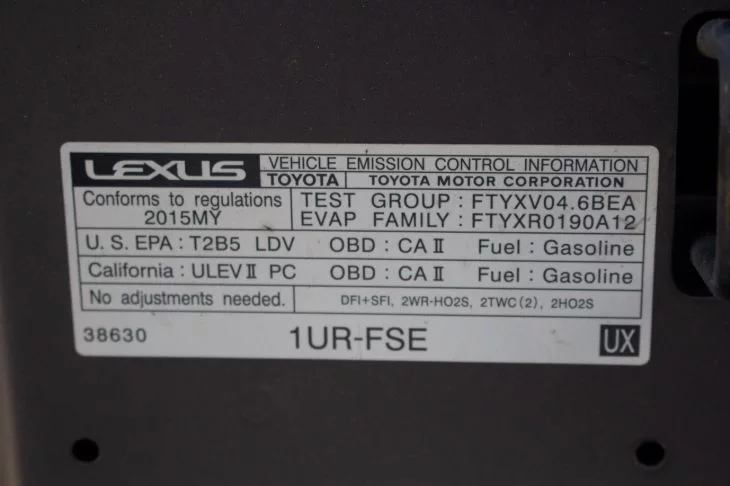 LEXUS
VEHICLE EMISSION CONTROL INFORMATION
TOYOTA TOYOTA MOTOR CORPORATION
Conforms to regulations
2015MY
TEST GROUP : FTYXV04.6BEA
EVAP FAMILY : FTYXR0190A12
U. S. EPA : T2B5 LDV OBD : CA II Fuel : Gasoline
California : ULEV II PC OBD : CA II Fuel : Gasoline
No adjustments needed. DFI+SFI, 2WR-HO2S, 2TWC(2), 2HO2S
38630 1UR-FSE UX